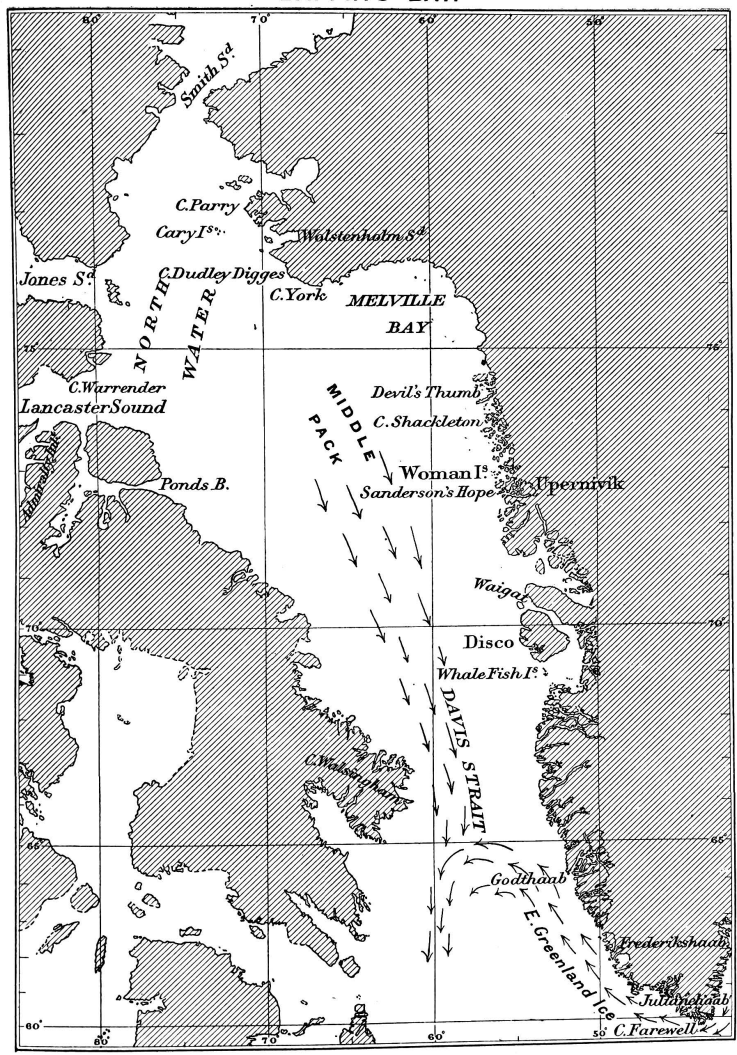 80° 70° 60° 50°
Smith Sd.
C. Parry
Cary Is.
Wolstenholm Sd.
Jones Sd.
C. Dudley Digges
C. York
MELVILLE
BAY
NORTH
WATER
75° 75°
C. Warrender
Lancaster Sound
Devil's Thumb
MIDDLE
PACK
C. Shackleton
Admiralty Inlt.
Ponds B.
Woman Is.
Sanderson's Hope
Upernivik
Waigat
70° 70°
Disco
Whale Fish Is.
DAVIS STRAIT
C. Walsingham
65° 65°
Godthaab
E. Greenland Ice
Frederikshaab
Julianehaab
C. Farewell
60° 80° 70° 60° 50°